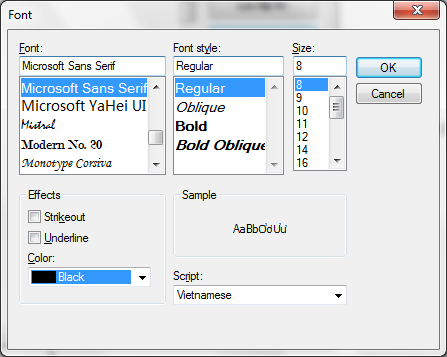 Font
Font: Font style: Size:
Microsoft Sans Serif Regular 8 OK
Microsoft Sans Serif Regular 8
Microsoft YaHei UI Oblique 9 Cancel
Mistral Bold 10
Modern No. 20 Bold Oblique 11
Monotype Corsiva 12
14
16
Effects Sample
Strikeout
Underline AaBbƠơƯư
Color:
Black Script:
Vietnamese